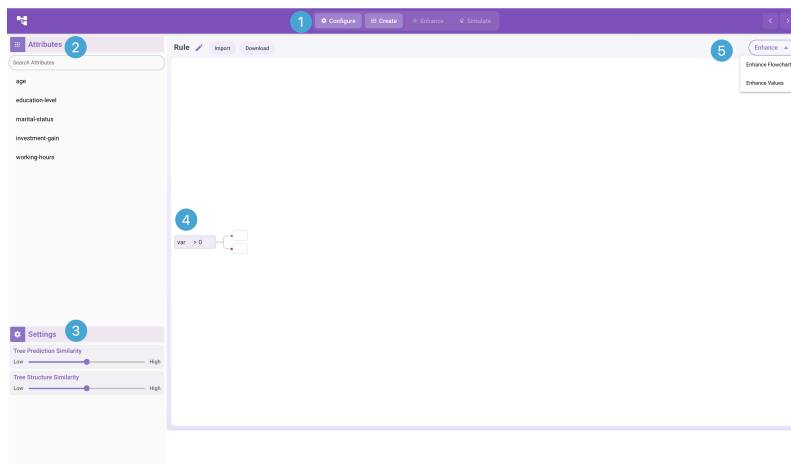 1 Configure Create Enhance Simulate
Attributes 2
Rule Import Download
5 Enhance
Search Attributes
Enhance Flowchart
Enhance Values
age
education-level
marital-status
investment-gain
working-hours
4
var > 0
Settings 3
Tree Prediction Similarity
Low High
Tree Structure Similarity
Low High